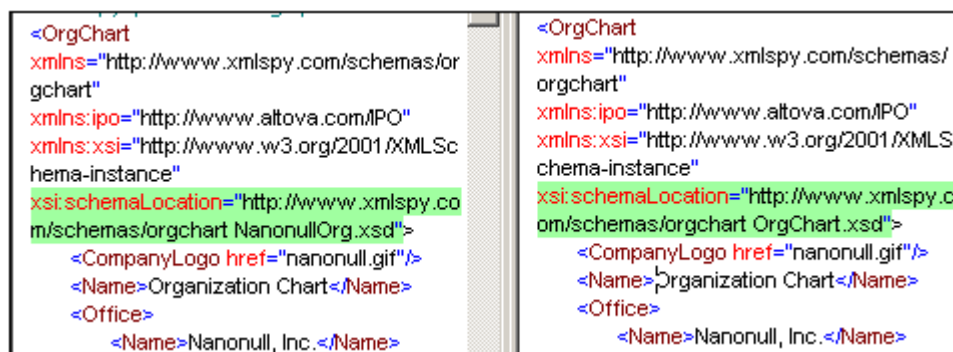 <OrgChart
xmlns="http://www.xmlspy.com/schemas/or
gchart"
xmlns:ipo="http://www.altova.com/IPO"
xmlns:xsi="http://www.w3.org/2001/XMLSc
hema-instance"
xsi:schemaLocation="http://www.xmlspy.co
m/schemas/orgchart NanonullOrg.xsd">
<CompanyLogo href="nanonull.gif"/>
<Name>Organization Chart</Name>
<Office>
<Name>Nanonull, Inc.</Name>
<OrgChart
xmlns="http://www.xmlspy.com/schemas/
orgchart"
xmlns:ipo="http://www.altova.com/IPO"
xmlns:xsi="http://www.w3.org/2001/XMLS
chema-instance"
xsi:schemaLocation="http://www.xmlspy.c
om/schemas/orgchart OrgChart.xsd">
<CompanyLogo href="nanonull.gif"/>
<Name>Organization Chart</Name>
<Office>
<Name>Nanonull, Inc.</Name>